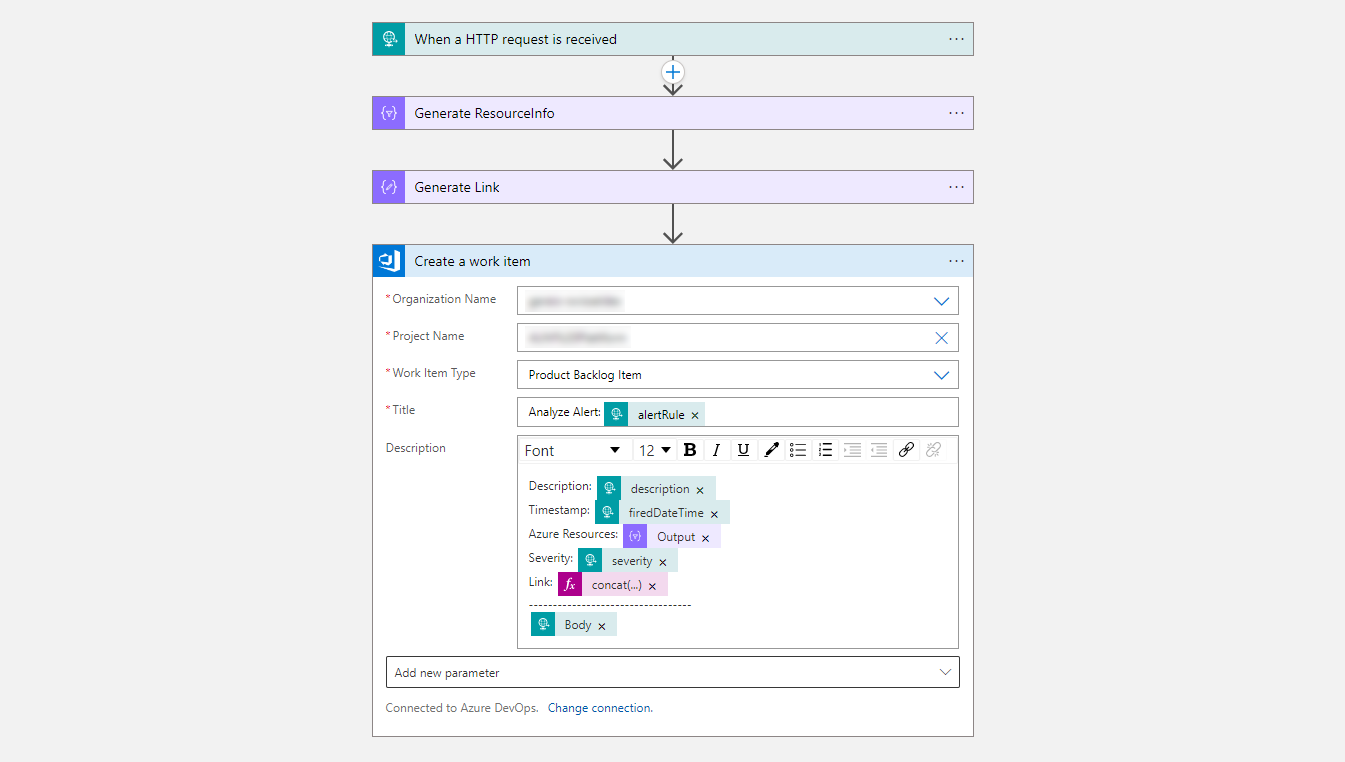 When a HTTP request is received
Generate ResourceInfo
Generate Link
Create a work item
* Organization Name
* Project Name
* Work Item Type Product Backlog Item
* Title Analyze Alert: alertRule ×
Description
Font 12 B I U
Description: description ×
Timestamp: firedDateTime ×
Azure Resources: Output ×
Severity: severity ×
Link: fx concat(...) ×
----------------------------------
Body ×
Add new parameter
Connected to Azure DevOps. Change connection.